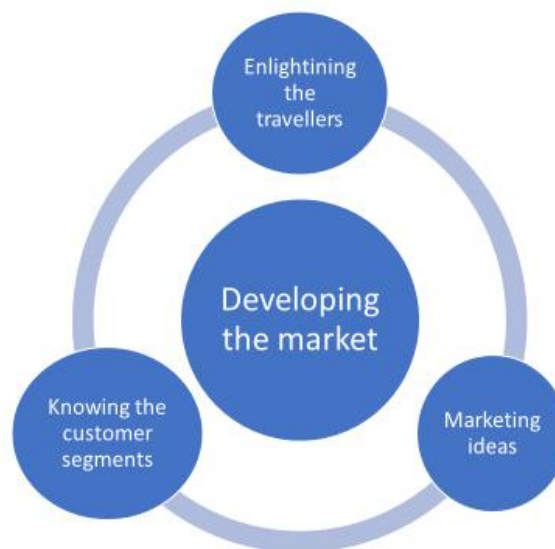 Enlightining
the
travellers
Developing
the market
Knowing the
customer
segments
Marketing
ideas